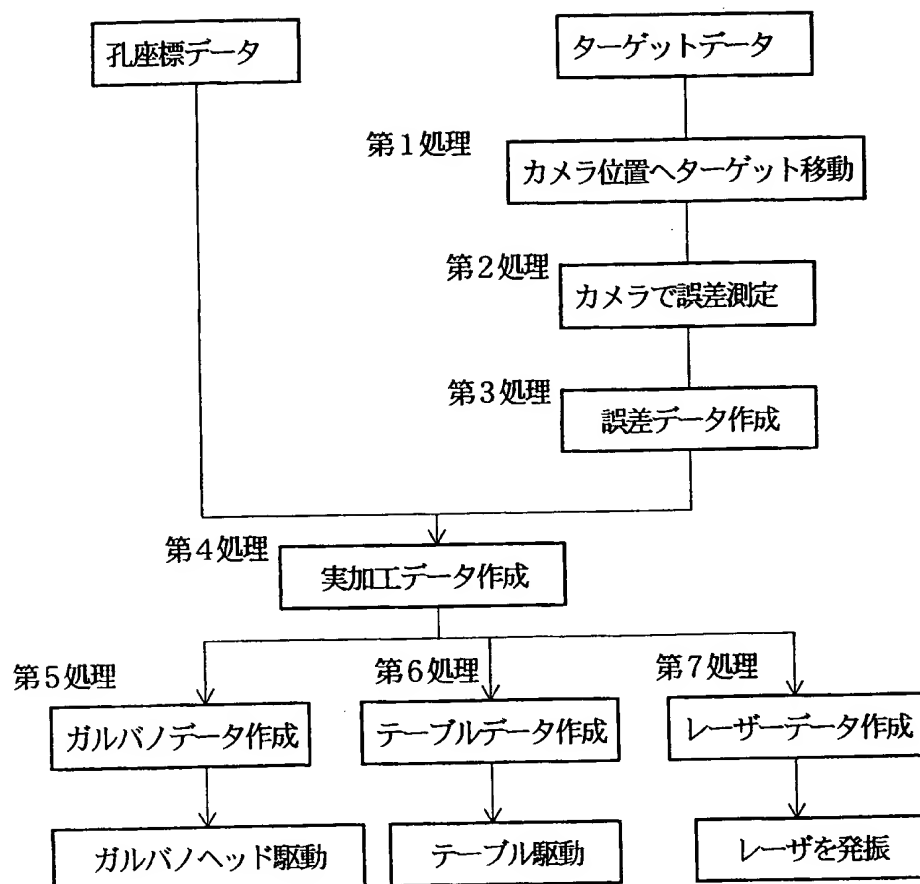 孔座標データ
ターゲットデータ
第1処理
カメラ位置へターゲット移動
第2処理
カメラで誤差測定
第3処理
誤差データ作成
第4処理
実加工データ作成
第5処理
第6処理
第7処理
ガルバノデータ作成
テーブルデータ作成
レーザーデータ作成
ガルバノヘッド駆動
テーブル駆動
レーザを発振